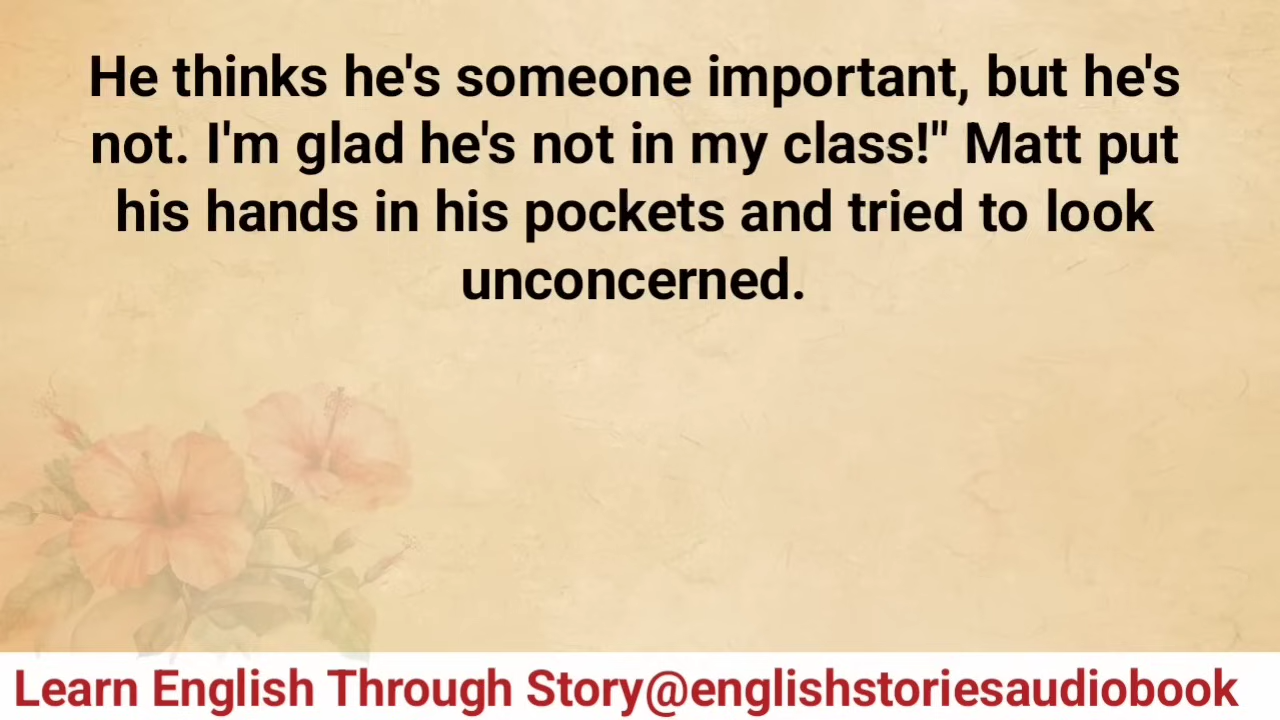 He thinks he's someone important, but he's
not. I'm glad he's not in my class!" Matt put
his hands in his pockets and tried to look
unconcerned.
Learn English Through Story@englishstoriesaudiobook